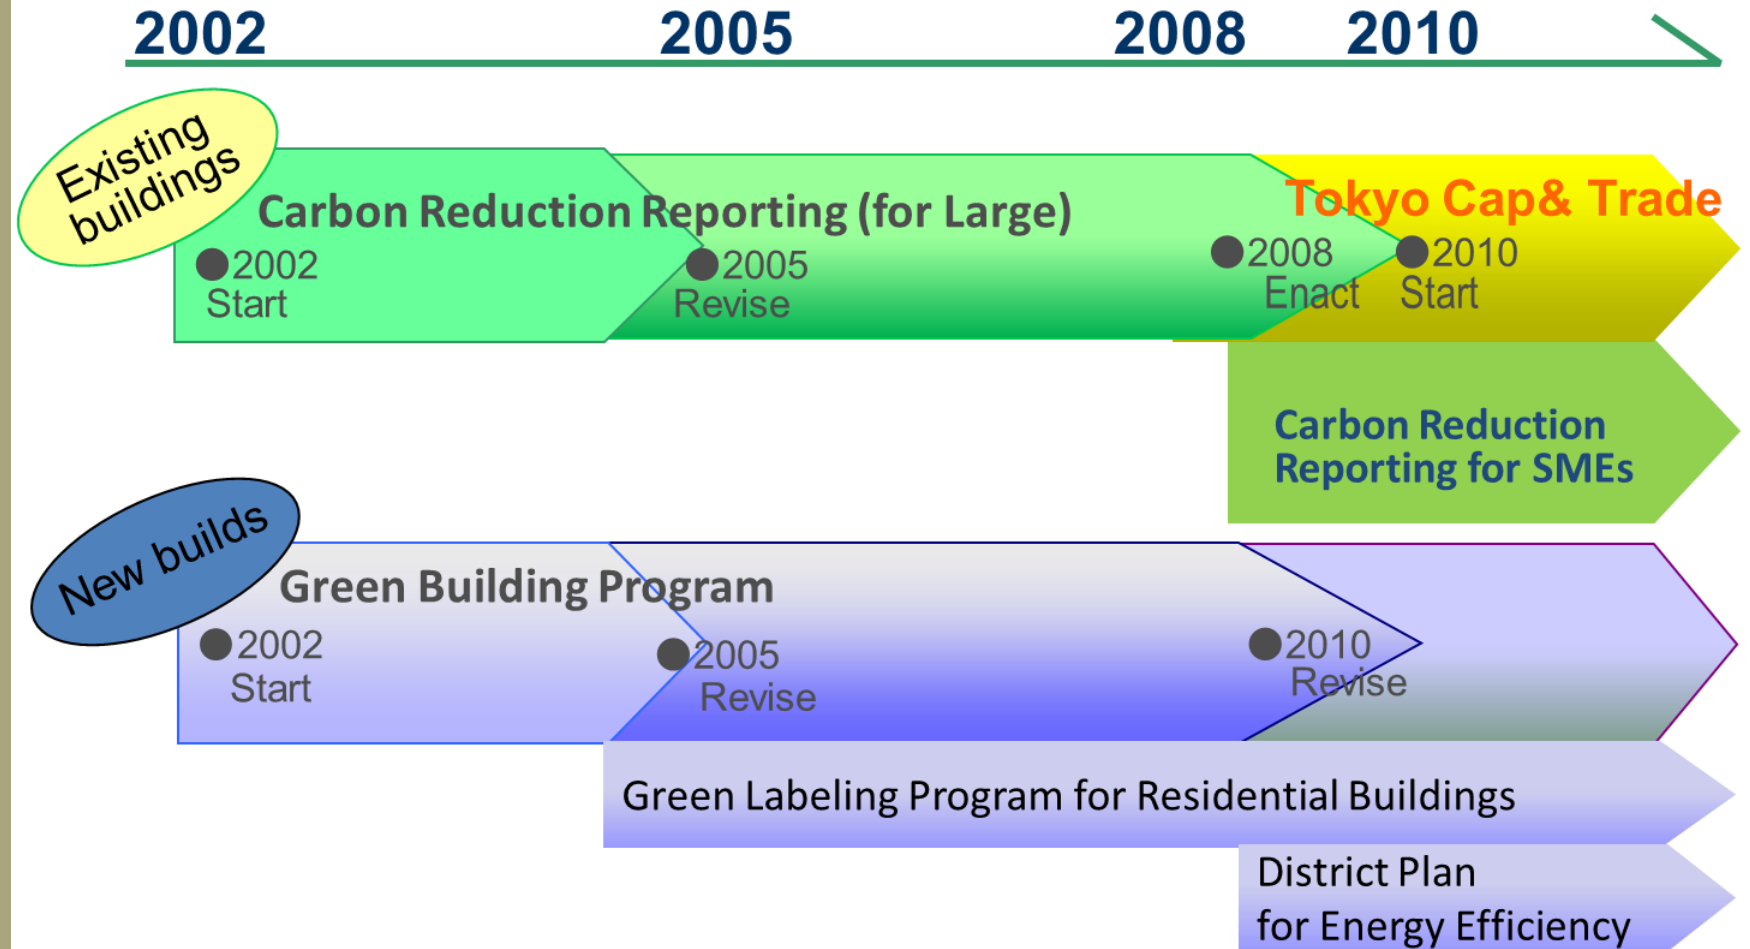 2002 2005 2008 2010
Existing
buildings
Carbon Reduction Reporting (for Large)
Tokyo Cap& Trade
2002
Start
2005
Revise
2008
Enact
2010
Start
Carbon Reduction
Reporting for SMEs
New builds
Green Building Program
2002
Start
2005
Revise
2010
Revise
Green Labeling Program for Residential Buildings
District Plan
for Energy Efficiency